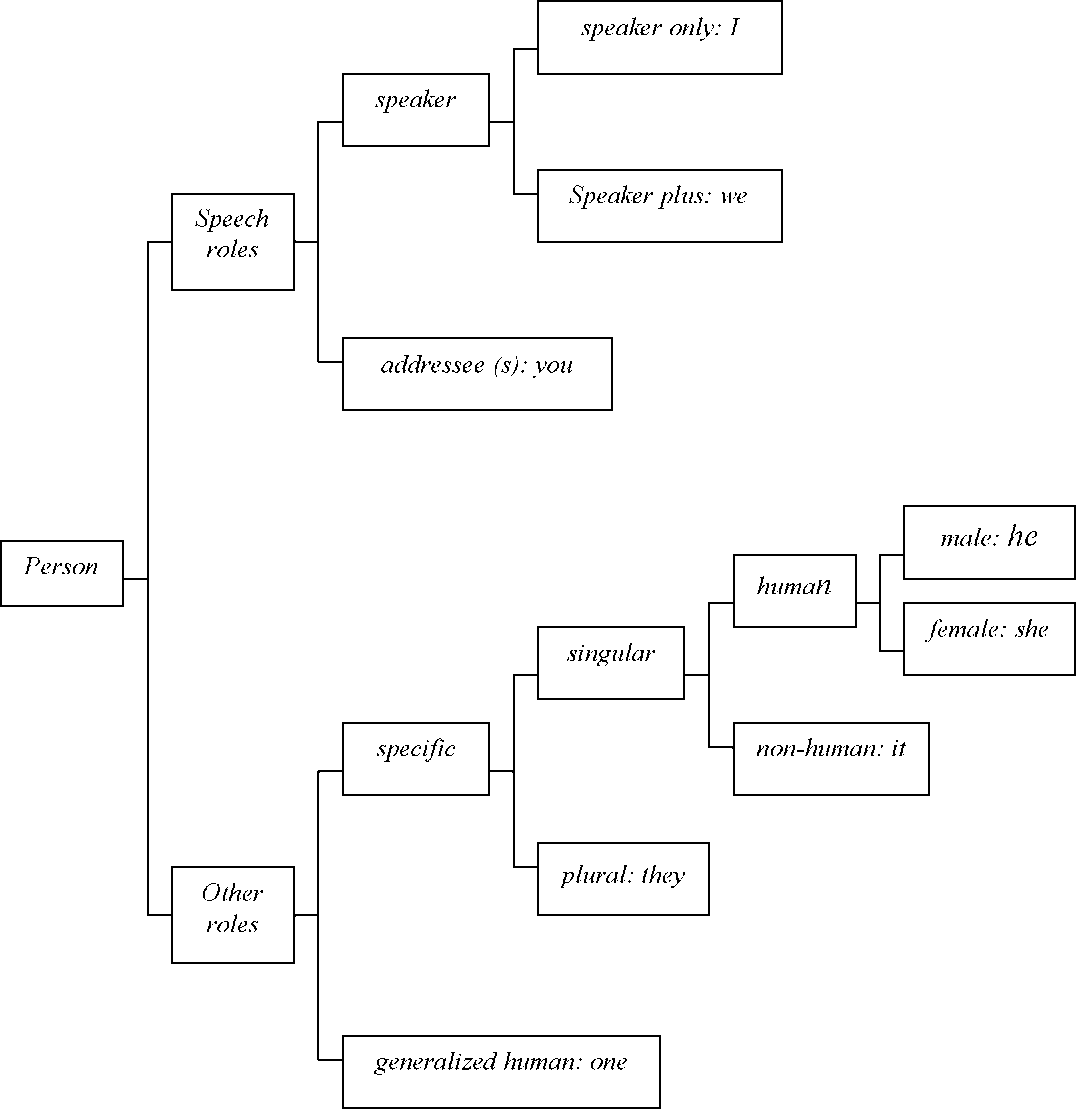 speaker only: I
speaker
Speaker plus: we
Speech
roles
addressee (s): you
Person
male: he
human
female: she
singular
specific
non-human: it
plural: they
Other
roles
generalized human: one